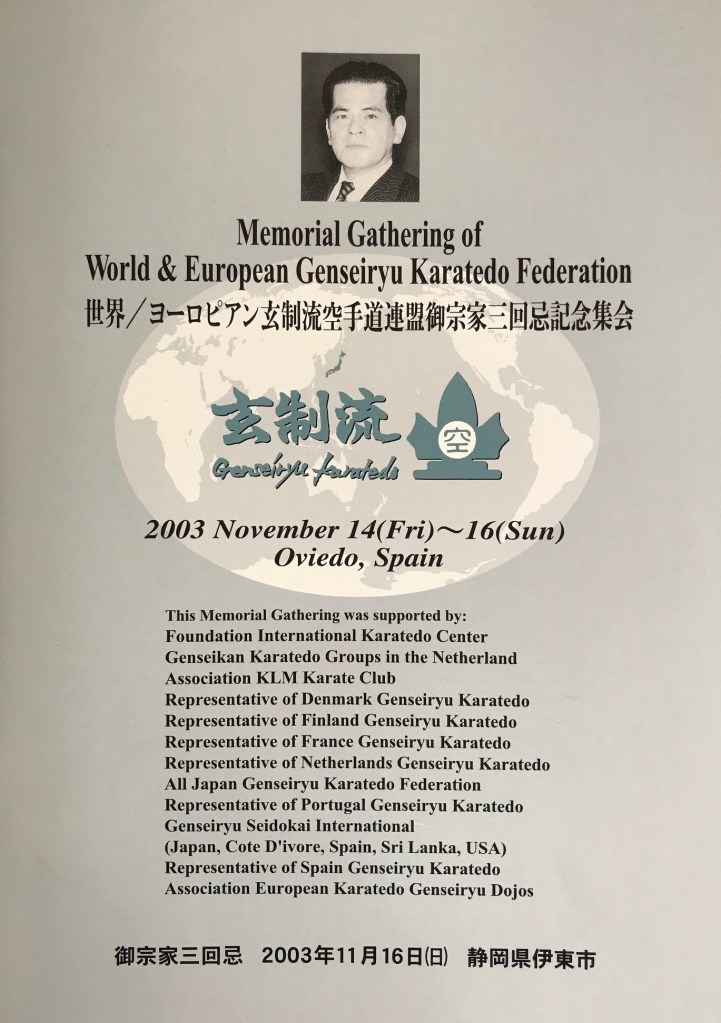 Memorial Gathering of
World & European Genseiryu Karatedo Federation
世界／ヨーロピアン玄制流空手道連盟御宗家三回忌記念集会
玄制流
空
Genseiryu Karatedo
2003 November 14(Fri)～16(Sun)
Oviedo, Spain
This Memorial Gathering was supported by:
Foundation International Karatedo Center
Genseikan Karatedo Groups in the Netherland
Association KLM Karate Club
Representative of Denmark Genseiryu Karatedo
Representative of Finland Genseiryu Karatedo
Representative of France Genseiryu Karatedo
Representative of Netherlands Genseiryu Karatedo
All Japan Genseiryu Karatedo Federation
Representative of Portugal Genseiryu Karatedo
Genseiryu Seidokai International
(Japan, Cote D'ivore, Spain, Sri Lanka, USA)
Representative of Spain Genseiryu Karatedo
Association European Karatedo Genseiryu Dojos
御宗家三回忌 2003年11月16日(日) 静岡県伊東市